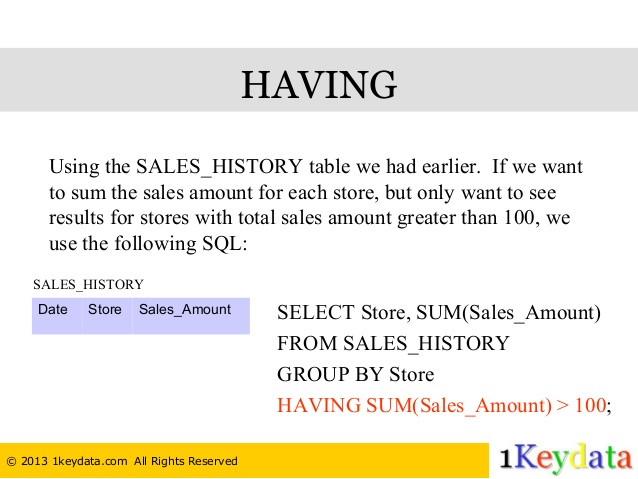 HAVING
Using the SALES_HISTORY table we had earlier.  If we want
to sum the sales amount for each store, but only want to see
results for stores with total sales amount greater than 100, we
use the following SQL:
SALES_HISTORY
Date Store Sales_Amount
SELECT Store, SUM(Sales_Amount)
FROM SALES_HISTORY
GROUP BY Store
HAVING SUM(Sales_Amount) > 100;
© 2013 1keydata.com  All Rights Reserved
1Keydata